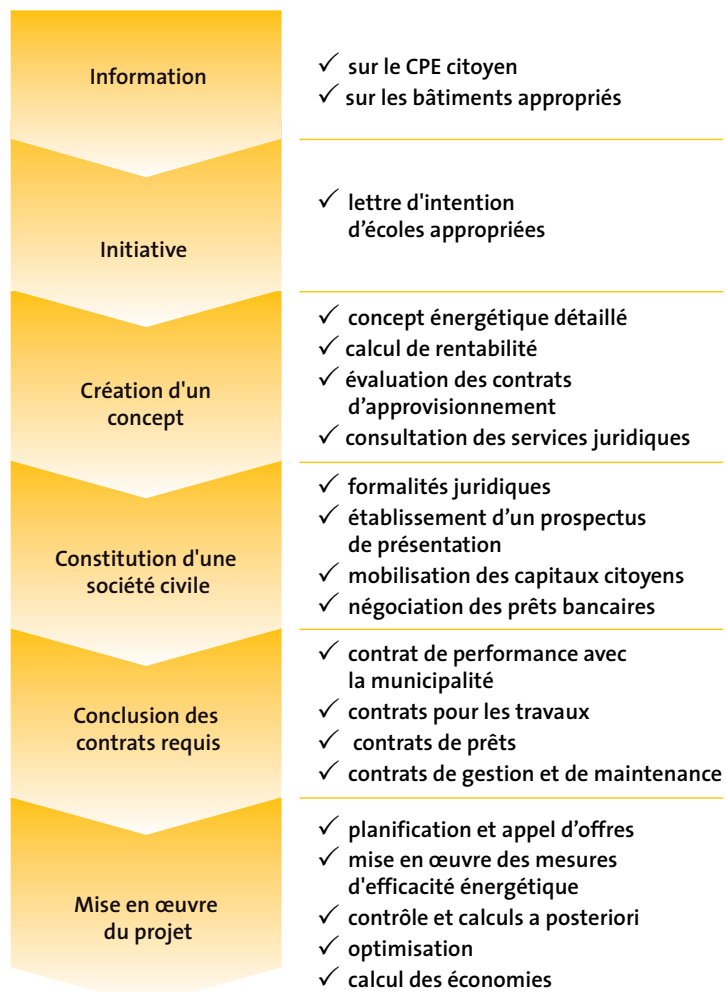 Information
✓ sur le CPE citoyen
✓ sur les bâtiments appropriés
Initiative
✓ lettre d'intention
d’écoles appropriées
Création d'un
concept
✓ concept énergétique détaillé
✓ calcul de rentabilité
✓ évaluation des contrats
d’approvisionnement
✓ consultation des services juridiques
Constitution d'une
société civile
✓ formalités juridiques
✓ établissement d’un prospectus
de présentation
✓ mobilisation des capitaux citoyens
✓ négociation des prêts bancaires
Conclusion des
contrats requis
✓ contrat de performance avec
la municipalité
✓ contrats pour les travaux
✓ contrats de prêts
✓ contrats de gestion et de maintenance
Mise en œuvre
du projet
✓ planification et appel d’offres
✓ mise en œuvre des mesures
d'efficacité énergétique
✓ contrôle et calculs a posteriori
✓ optimisation
✓ calcul des économies